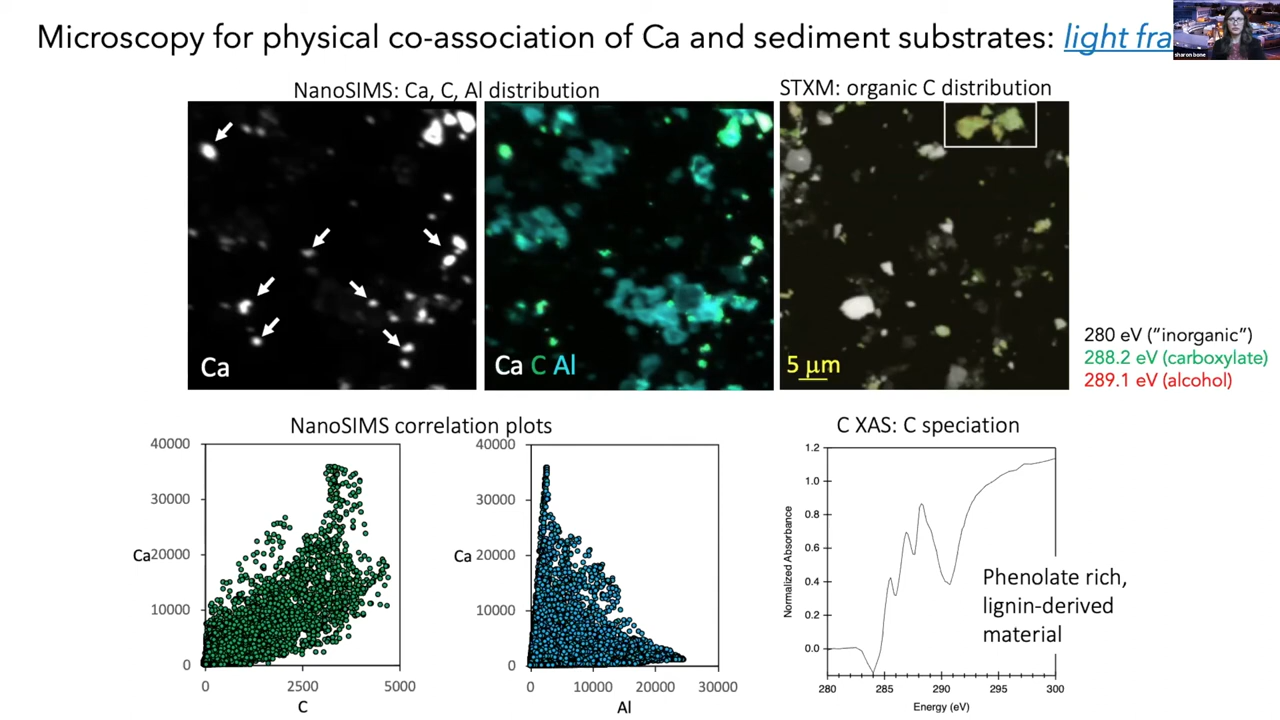 Microscopy for physical co-association of Ca and sediment substrates: light fra
sharon bone
NanoSIMS: Ca, C, Al distribution
STXM: organic C distribution
Ca
Ca C Al
5 µm
280 eV (“inorganic”)
288.2 eV (carboxylate)
289.1 eV (alcohol)
NanoSIMS correlation plots
C XAS: C speciation
40000
30000
Ca
20000
10000
0
0 2500 5000
C
40000
30000
Ca
20000
10000
0
0 10000 20000 30000
Al
1.2
1.0
0.8
0.6
0.4
0.2
0.0
Normalized Absorbance
Phenolate rich,
lignin-derived
material
280 285 290 295 300
Energy (eV)